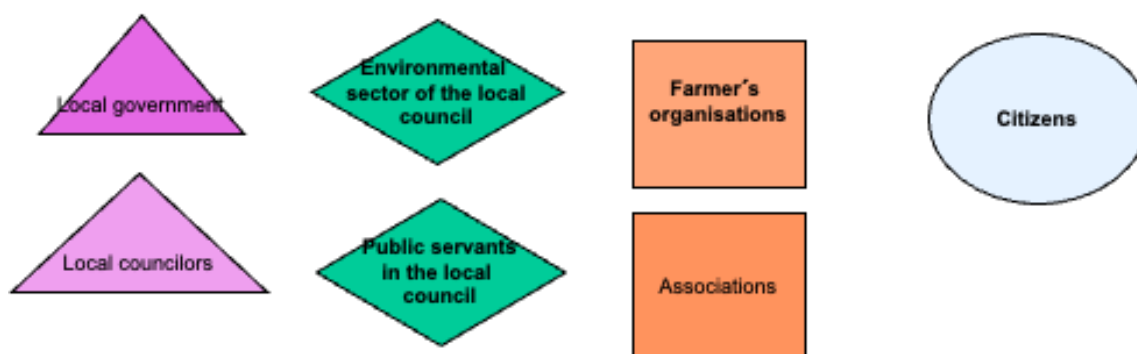 Local government
Environmental
sector of the local
council
Farmer´s
organisations
Citizens
Local councilors
Public servants
in the local
council
Associations